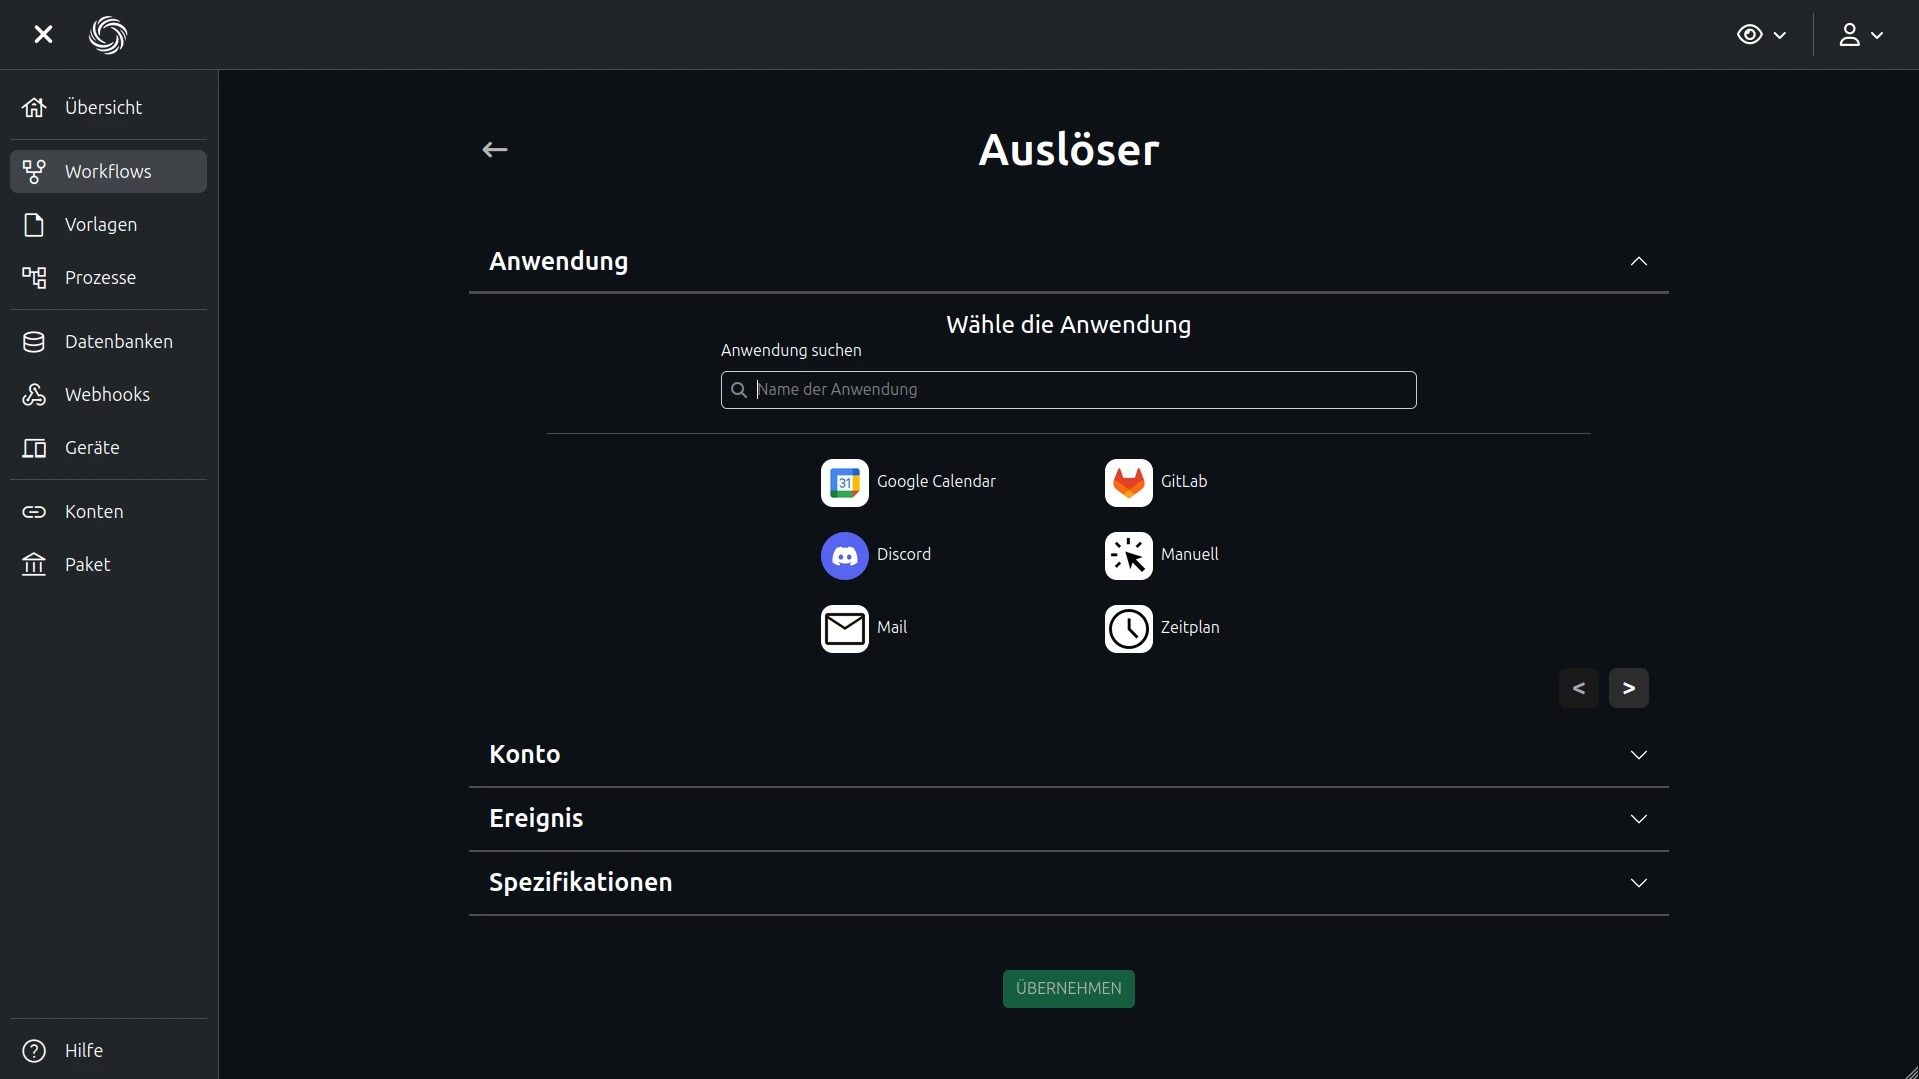 Übersicht
Workflows
Vorlagen
Prozesse
Datenbanken
Webhooks
Geräte
Konten
Paket
Hilfe
Auslöser
Anwendung
Wähle die Anwendung
Anwendung suchen
Name der Anwendung
31 Google Calendar
GitLab
Discord
Manuell
Mail
Zeitplan
< >
Konto
Ereignis
Spezifikationen
ÜBERNEHMEN